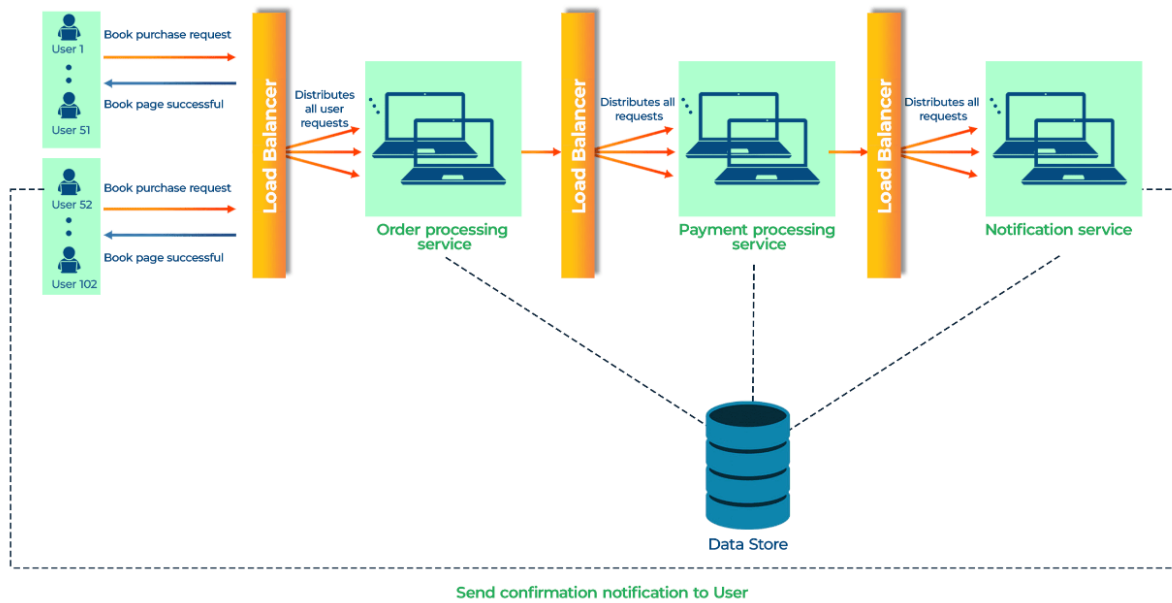 User 1
User 51
Book purchase request
Book page successful
User 52
User 102
Book purchase request
Book page successful
Load Balancer
Distributes
all user
requests
Order processing
service
Load Balancer
Distributes all
requests
Payment processing
service
Load Balancer
Distributes all
requests
Notification service
Data Store
Send confirmation notification to User